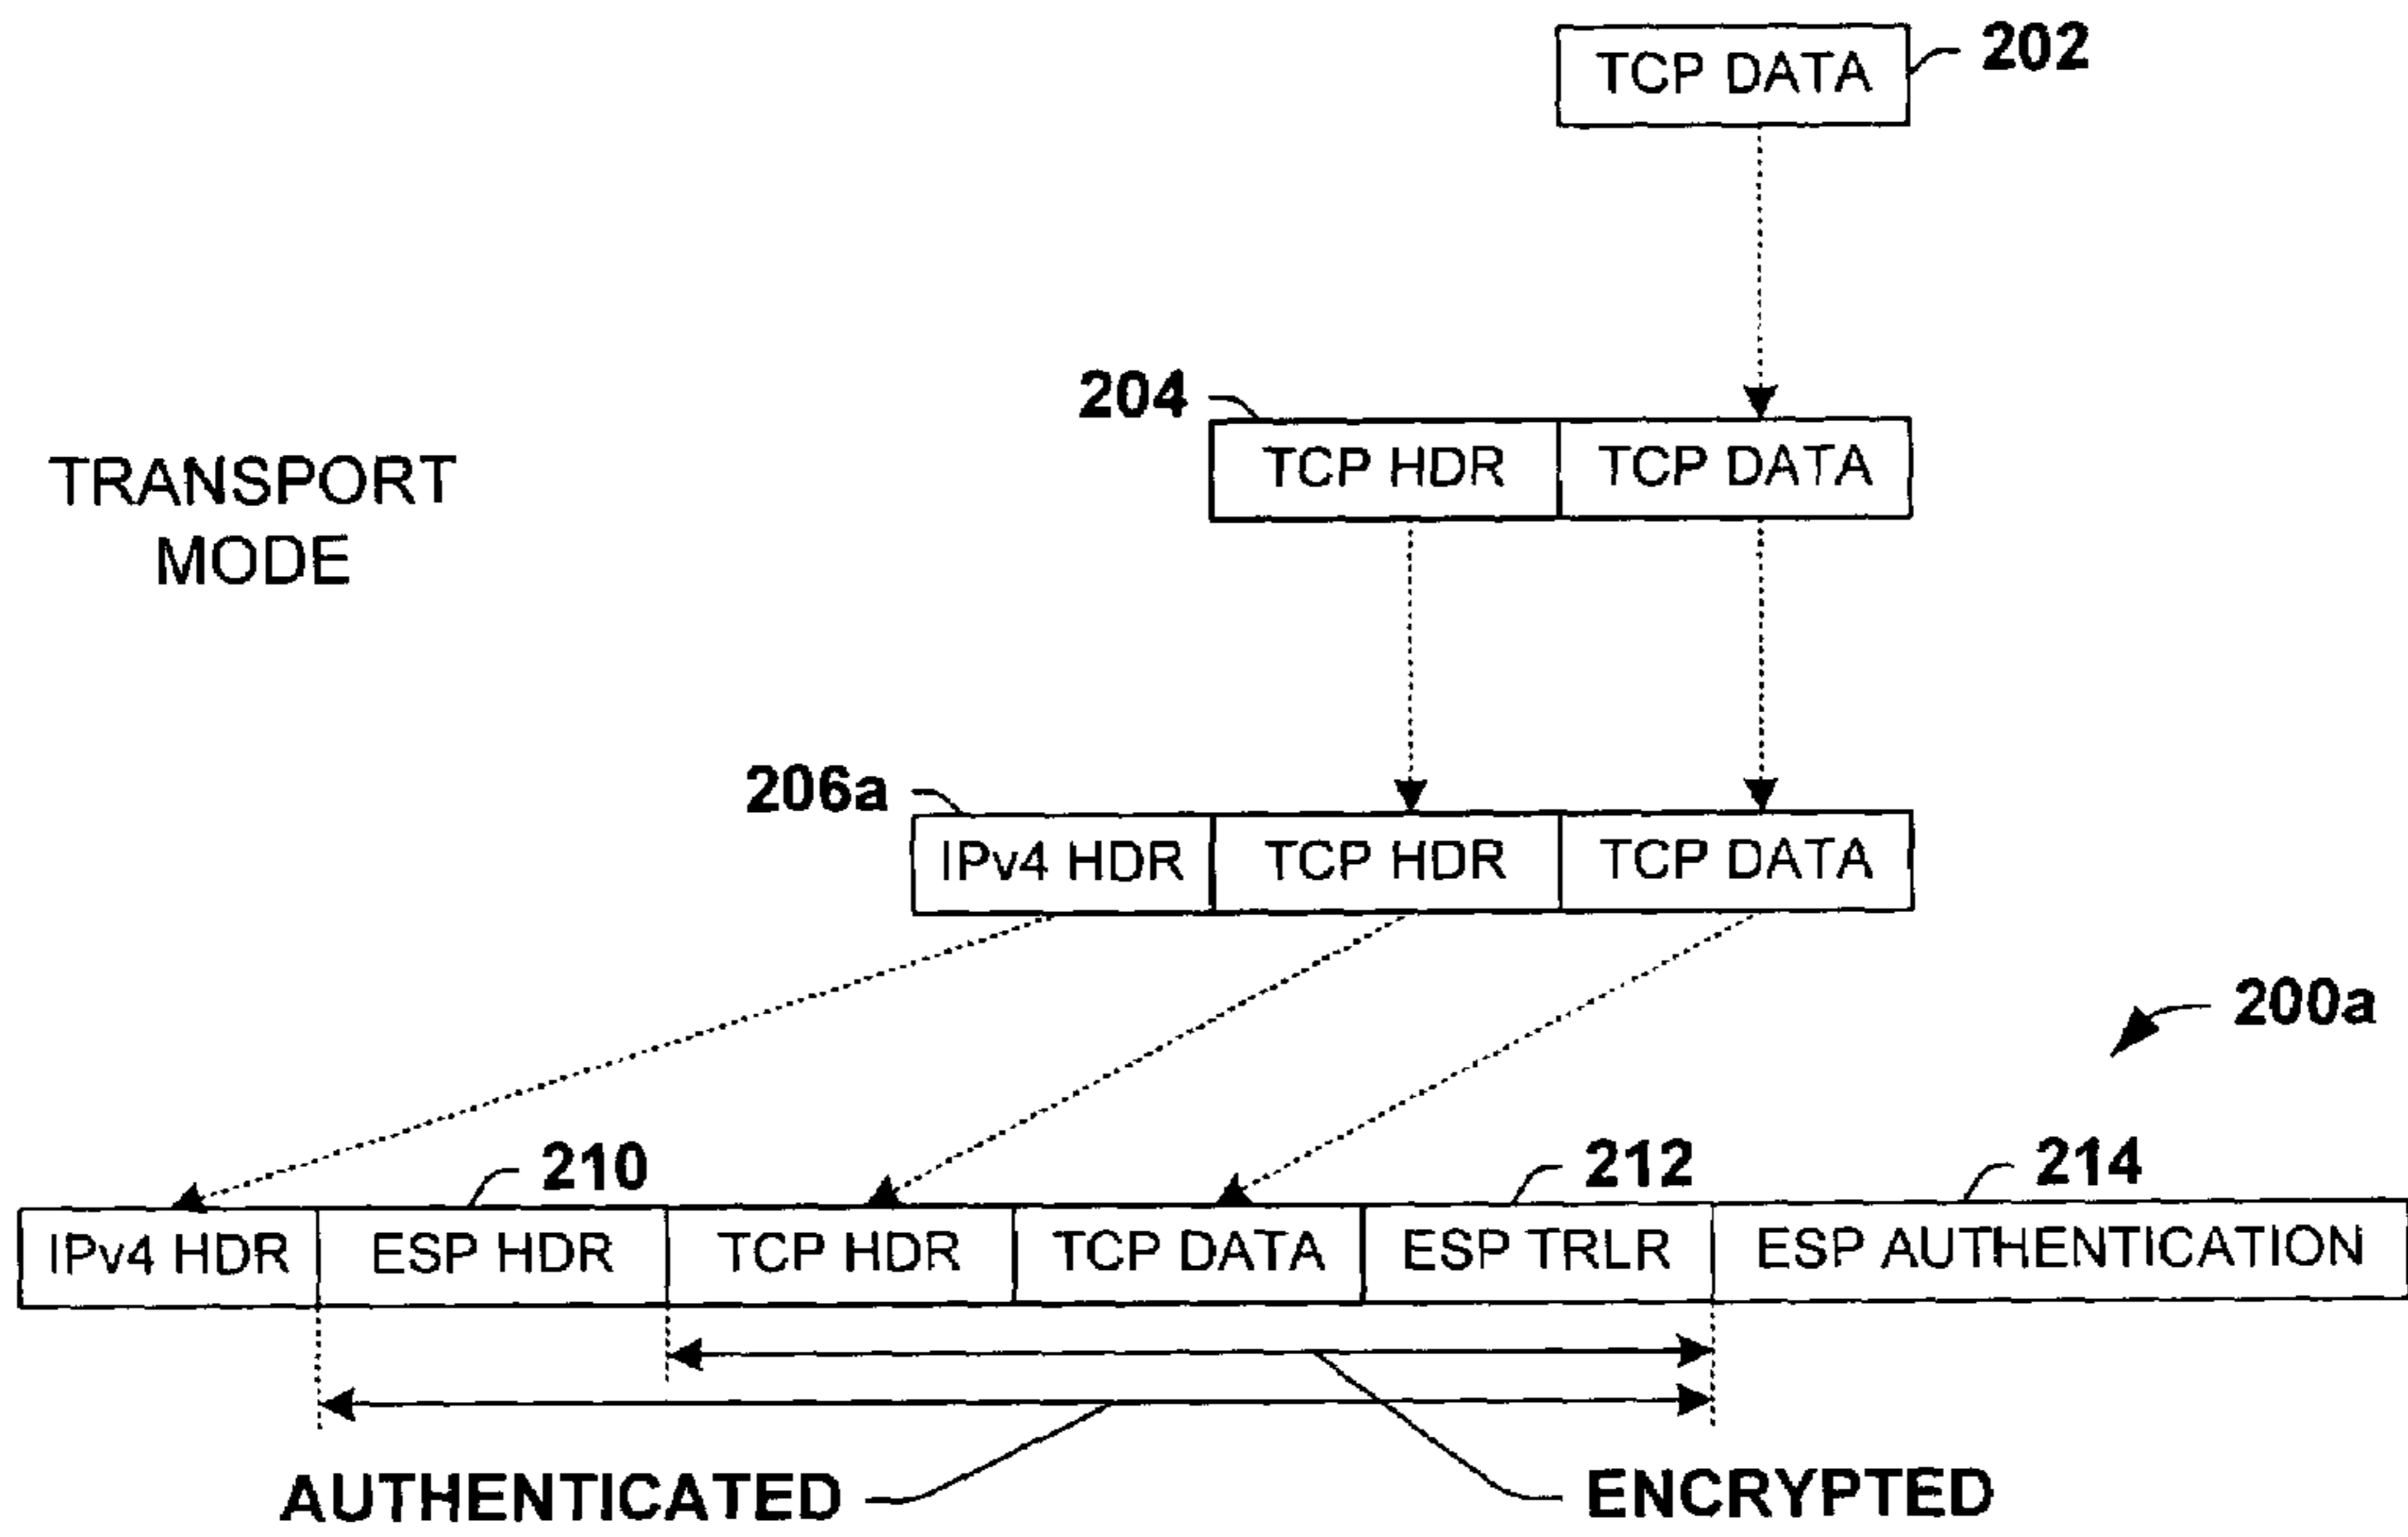 TCP DATA
202
204
TCP HDR TCP DATA
TRANSPORT
MODE
206a
IPv4 HDR TCP HDR TCP DATA
200a
210
212
214
IPv4 HDR ESP HDR TCP HDR TCP DATA ESP TRLR ESP AUTHENTICATION
AUTHENTICATED
ENCRYPTED